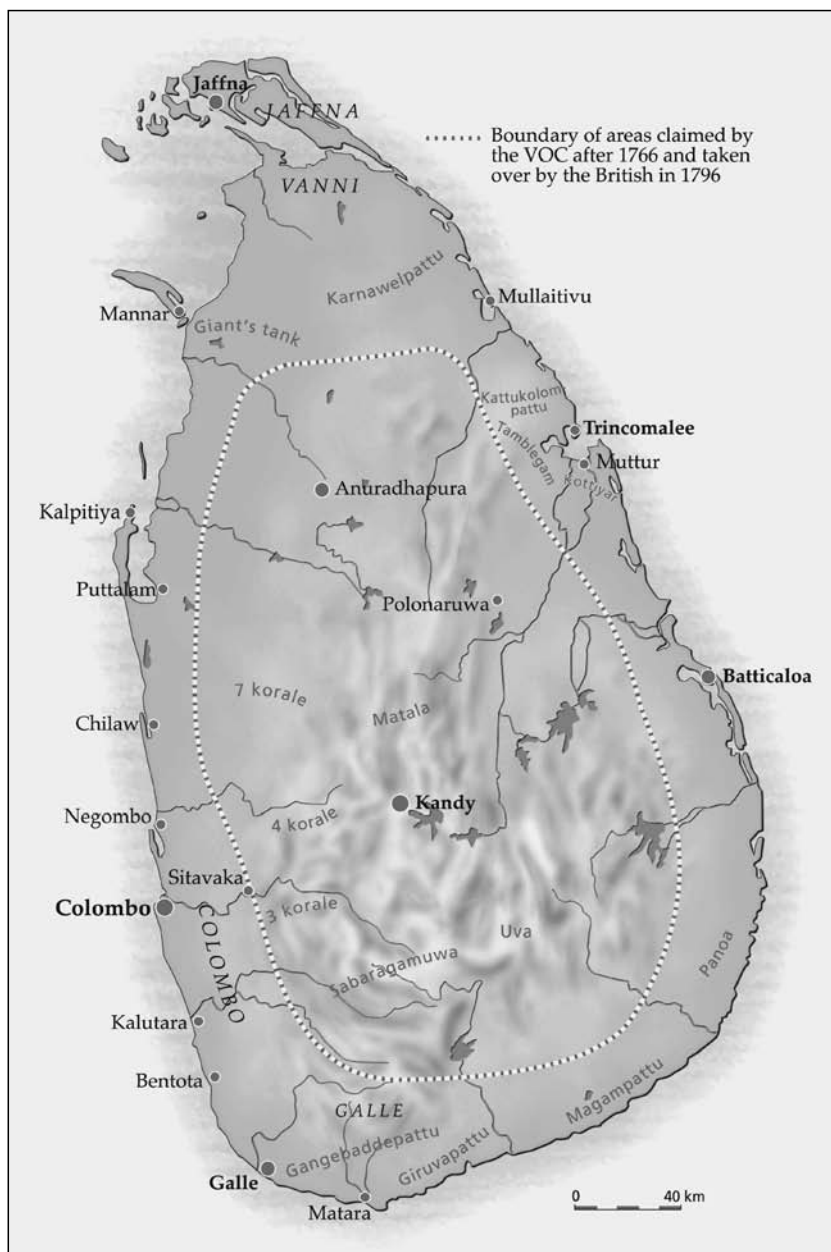 Jaffna
JAFFNA
Boundary of areas claimed by
the VOC after 1766 and taken
over by the British in 1796
VANNI
Karnawelpattu
Mullaitivu
Mannar
Giant's tank
Kattukolom
pattu
Trincomalee
Tamblegam
Muttur
Kottiyar
Anuradhapura
Kalpitiya
Puttalam
Polonaruwa
7 korale
Batticaloa
Matala
Chilaw
Kandy
Negombo
4 korale
Sitavaka
Colombo
3 korale
COLOMBO
Uva
Panoa
Sabaragamuwa
Kalutara
Bentota
Magampattu
GALLE
Gangebaddepattu
Giruvapattu
Galle
Matara
0 40 km